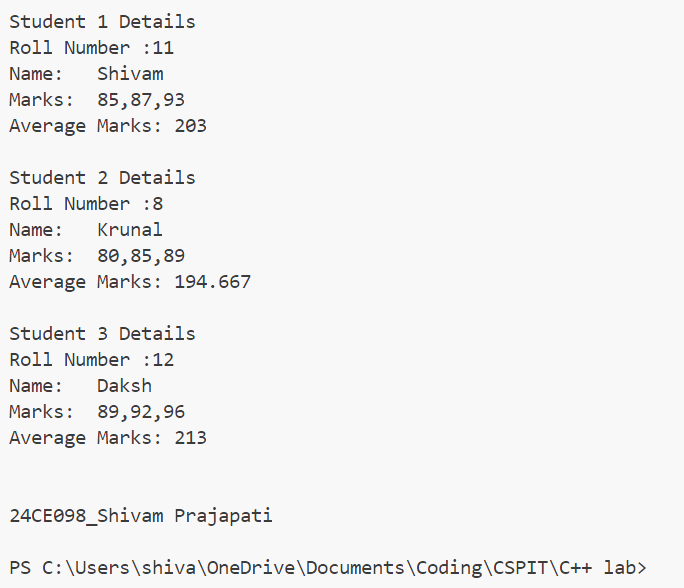 Student 1 Details
Roll Number :11
Name:   Shivam
Marks:  85,87,93
Average Marks: 203

Student 2 Details
Roll Number :8
Name:   Krunal
Marks:  80,85,89
Average Marks: 194.667

Student 3 Details
Roll Number :12
Name:   Daksh
Marks:  89,92,96
Average Marks: 213

24CE098_Shivam Prajapati

PS C:\Users\shiva\OneDrive\Documents\Coding\CSPIT\C++ lab>